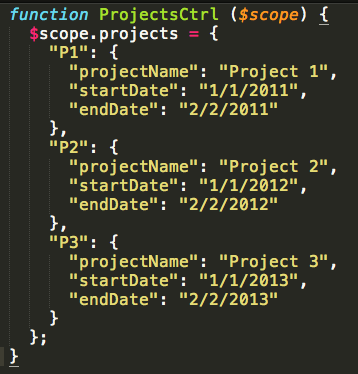 function ProjectsCtrl ($scope) {
  $scope.projects = {
    "P1": {
      "projectName": "Project 1",
      "startDate": "1/1/2011",
      "endDate": "2/2/2011"
    },
    "P2": {
      "projectName": "Project 2",
      "startDate": "1/1/2012",
      "endDate": "2/2/2012"
    },
    "P3": {
      "projectName": "Project 3",
      "startDate": "1/1/2013",
      "endDate": "2/2/2013"
    }
  };
}